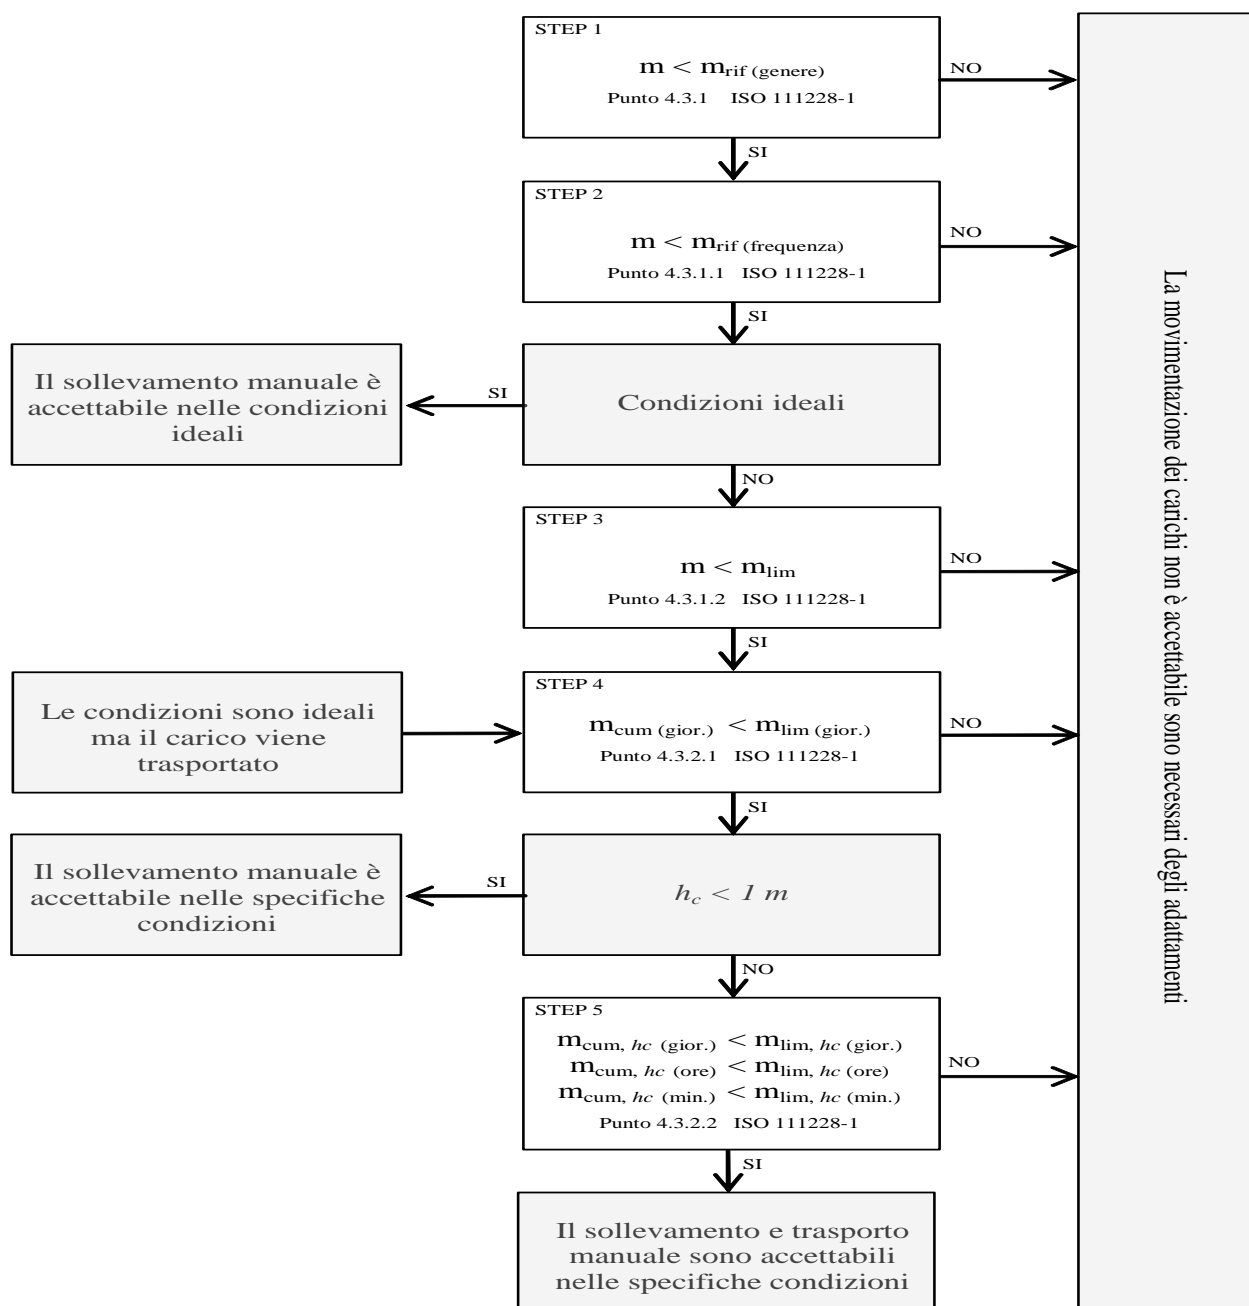 STEP 1
m < mrif (genere)
Punto 4.3.1 ISO 111228-1
NO
SI
STEP 2
m < mrif (frequenza)
Punto 4.3.1.1 ISO 111228-1
NO
SI
Il sollevamento manuale è
accettabile nelle condizioni
ideali
SI
Condizioni ideali
NO
STEP 3
m < mlim
Punto 4.3.1.2 ISO 111228-1
NO
SI
Le condizioni sono ideali
ma il carico viene
trasportato
STEP 4
mcum (gior.) < mlim (gior.)
Punto 4.3.2.1 ISO 111228-1
NO
SI
Il sollevamento manuale è
accettabile nelle specifiche
condizioni
SI
hc < 1 m
NO
STEP 5
mcum, hc (gior.) < mlim, hc (gior.)
mcum, hc (ore) < mlim, hc (ore)
mcum, hc (min.) < mlim, hc (min.)
Punto 4.3.2.2 ISO 111228-1
NO
SI
Il sollevamento e trasporto
manuale sono accettabili
nelle specifiche condizioni
La movimentazione dei carichi non è accettabile sono necessari degli adattamenti